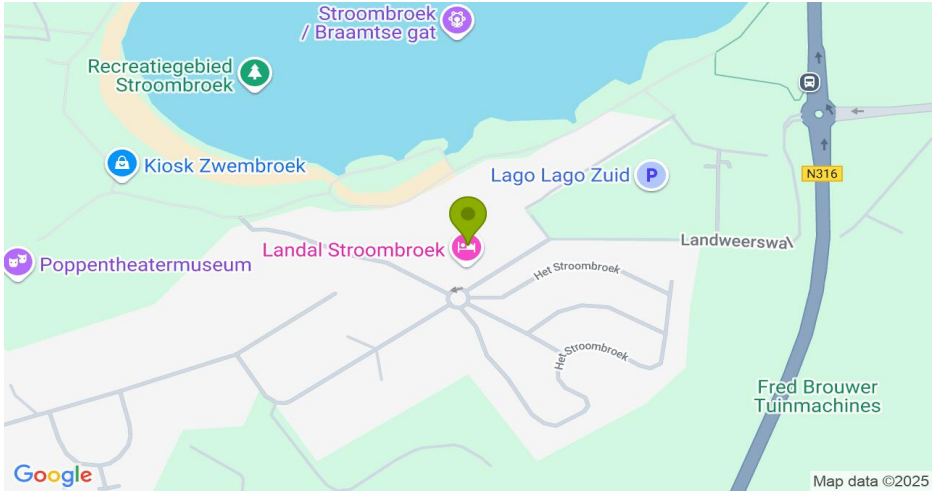 Stroombroek
/ Braamtse gat
Recreatiegebied
Stroombroek
Kiosk Zwembroek
Lago Lago Zuid
P
N316
Landal Stroombroek
Landweerswal
Poppentheatermuseum
Het Stroombroek
Het Stroombroek
Fred Brouwer
Tuinmachines
Google
Map data ©2025